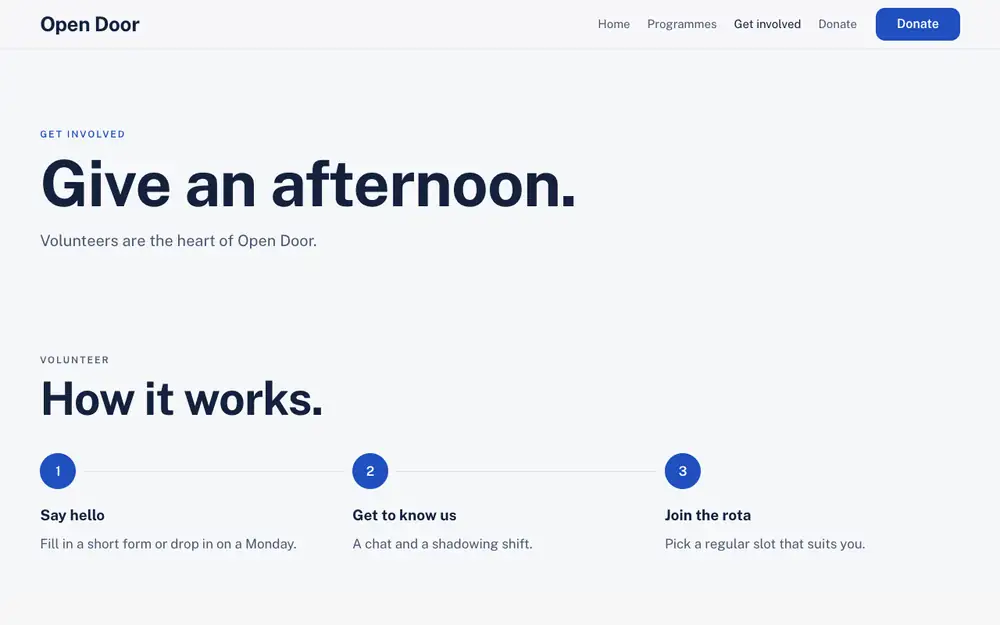 Open Door
Home Programmes Get involved Donate Donate
GET INVOLVED
Give an afternoon.
Volunteers are the heart of Open Door.
VOLUNTEER
How it works.
1 2 3
Say hello Get to know us Join the rota
Fill in a short form or drop in on a Monday. A chat and a shadowing shift. Pick a regular slot that suits you.